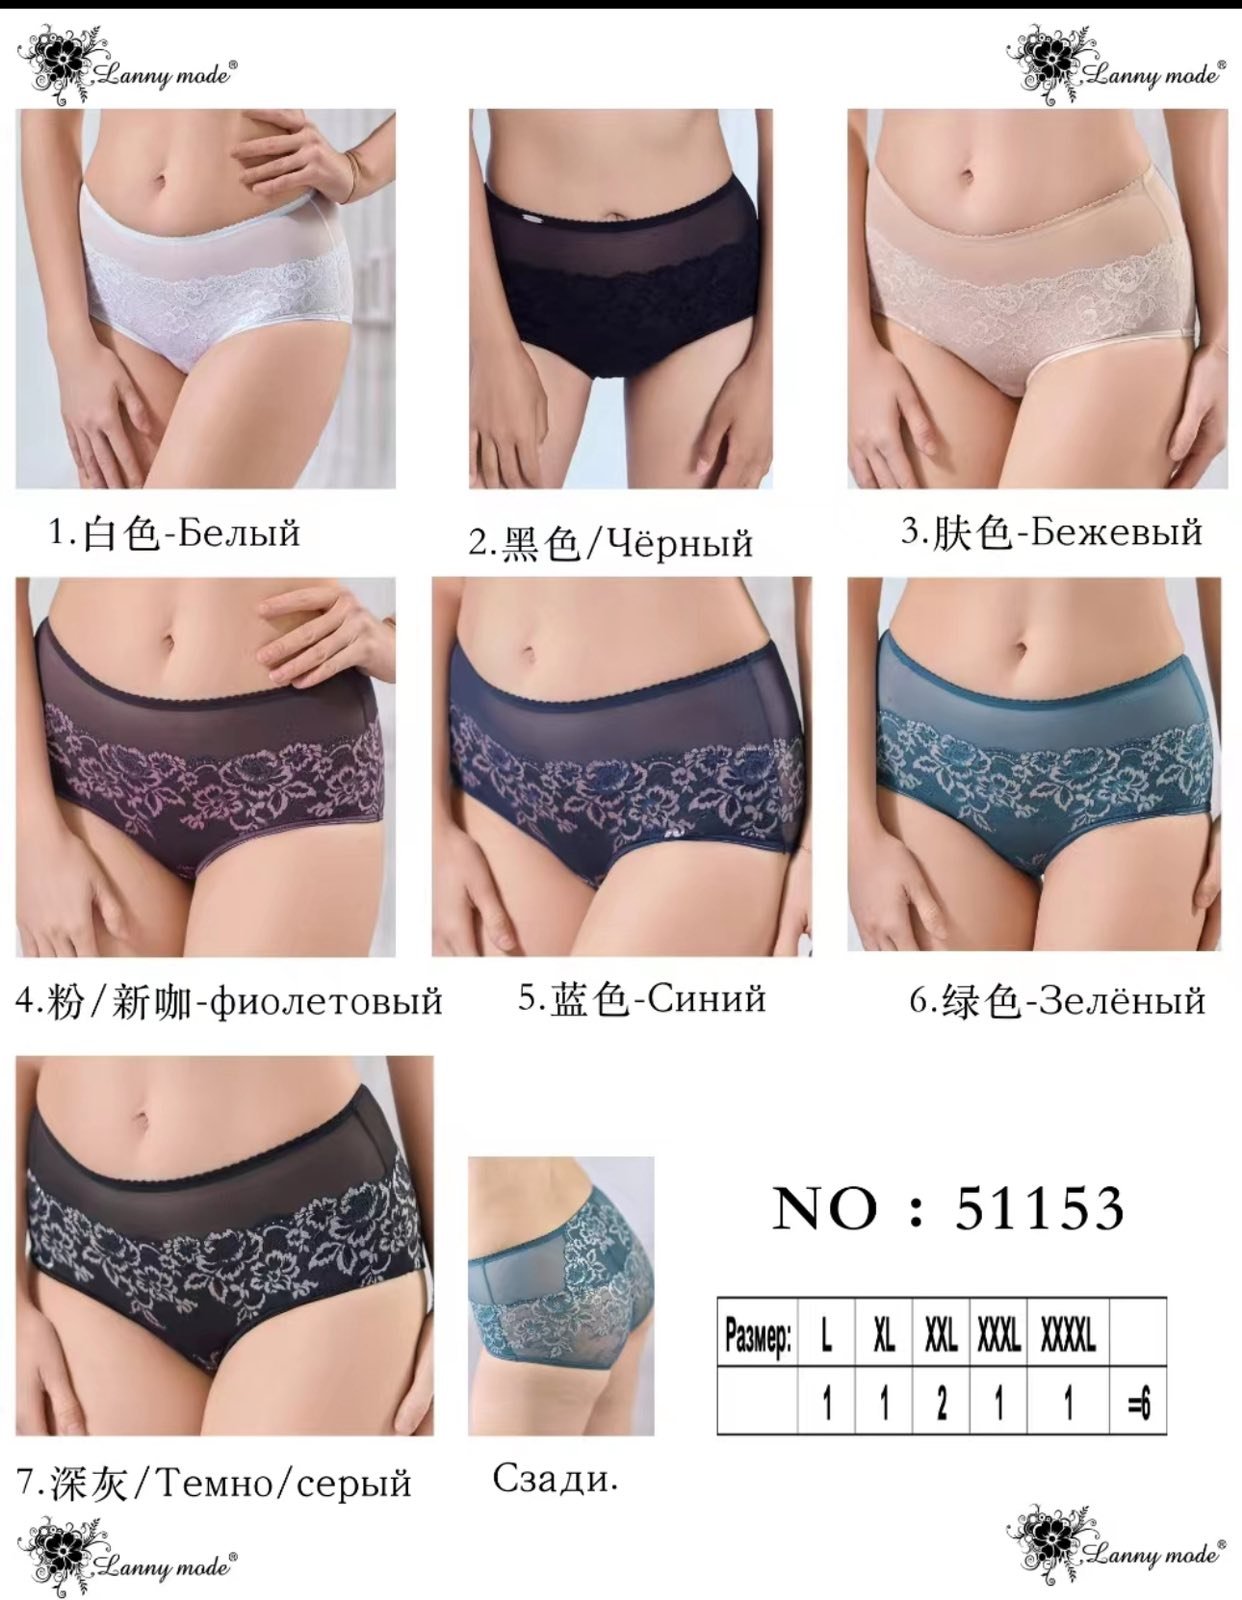 Lanny mode®
Lanny mode®
1.白色-Белый
2.黑色/Чёрный
3.肤色-Бежевый
4.粉/新咖-фиолетовый
5.蓝色-Синий
6.绿色-Зелёный
NO : 51153
Размер: L XL XXL XXXL XXXXL
1 1 2 1 1 =6
7.深灰/Темно/серый
Сзади.
Lanny mode®
Lanny mode®